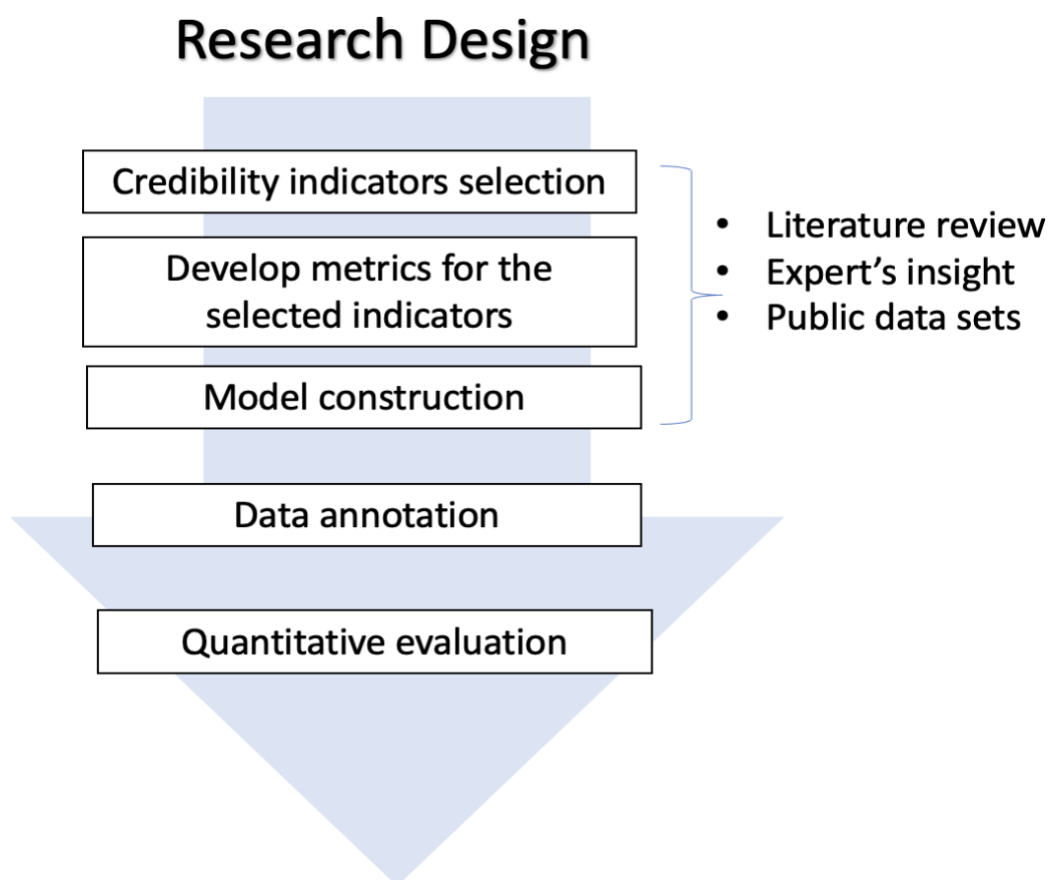 Research Design
Credibility indicators selection
Develop metrics for the
selected indicators
Model construction
Data annotation
Quantitative evaluation
• Literature review
• Expert’s insight
• Public data sets